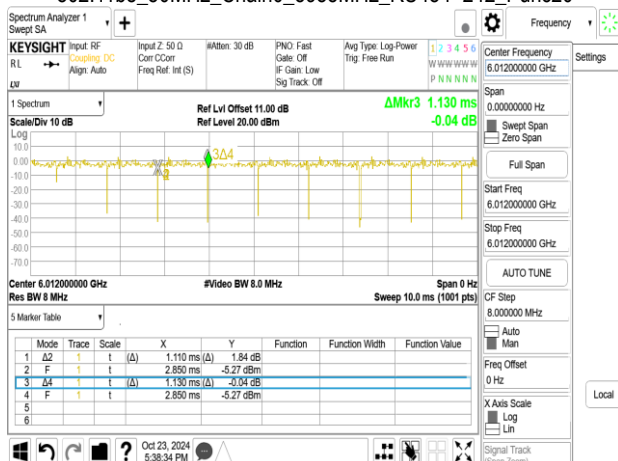 Spectrum Analyzer 1
Swept SA
Frequency
KEYSIGHT
RL
LXI
Input: RF
Coupling: DC
Align: Auto
Input Z: 50 Ω
Corr CCorr
Freq Ref: Int (S)
#Atten: 30 dB
PNO: Fast
Gate: Off
IF Gain: Low
Sig Track: Off
Avg Type: Log-Power
Trig: Free Run
1 2 3 4 5 6
W W W W W W
P N N N N N
Center Frequency
6.012000000 GHz
Settings
Span
0.00000000 Hz
Swept Span
Zero Span
Full Span
Start Freq
6.012000000 GHz
Stop Freq
6.012000000 GHz
AUTO TUNE
CF Step
8.000000 MHz
Auto
Man
Freq Offset
0 Hz
X Axis Scale
Log
Lin
Local
Signal Track
1 Spectrum
Scale/Div 10 dB
Ref Lvl Offset 11.00 dB
Ref Level 20.00 dBm
ΔMkr3 1.130 ms
-0.04 dB
Log
10.0
0.00
-10.0
-20.0
-30.0
-40.0
-50.0
-60.0
-70.0
3Δ4
Center 6.012000000 GHz
Res BW 8 MHz
#Video BW 8.0 MHz
Span 0 Hz
Sweep 10.0 ms (1001 pts)
5 Marker Table
Mode Trace Scale X Y Function Function Width Function Value
1 Δ2 1 t (Δ) 1.110 ms (Δ) 1.84 dB
2 F 1 t 2.850 ms -5.27 dBm
3 Δ4 1 t (Δ) 1.130 ms (Δ) -0.04 dB
4 F 1 t 2.850 ms -5.27 dBm
5
6
Oct 23, 2024
5:38:34 PM